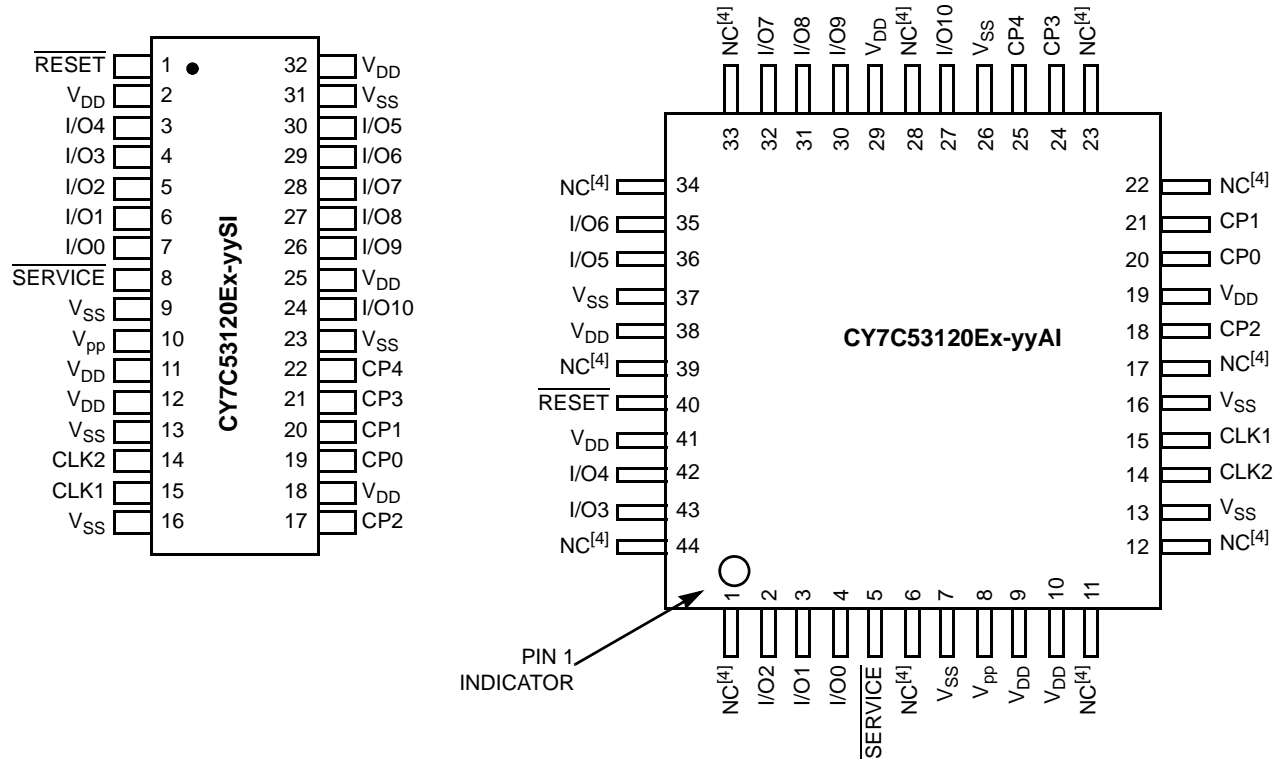 RESET 1 32 VDD
VDD 2 31 VSS
I/O4 3 30 I/O5
I/O3 4 29 I/O6
I/O2 5 28 I/O7
I/O1 6 27 I/O8
I/O0 7 26 I/O9
SERVICE 8 25 VDD
VSS 9 24 I/O10
Vpp 10 23 VSS
VDD 11 22 CP4
VDD 12 21 CP3
VSS 13 20 CP1
CLK2 14 19 CP0
CLK1 15 18 VDD
VSS 16 17 CP2
CY7C53120Ex-yySI
NC[4] I/O7 I/O8 I/O9 VDD NC[4] I/O10 VSS CP4 CP3 NC[4]
33 32 31 30 29 28 27 26 25 24 23
NC[4] 34 22 NC[4]
I/O6 35 21 CP1
I/O5 36 20 CP0
VSS 37 19 VDD
VDD 38 18 CP2
NC[4] 39 17 NC[4]
RESET 40 16 VSS
VDD 41 15 CLK1
I/O4 42 14 CLK2
I/O3 43 13 VSS
NC[4] 44 12 NC[4]
CY7C53120Ex-yyAI
1 2 3 4 5 6 7 8 9 10 11
NC[4] I/O2 I/O1 I/O0 SERVICE NC[4] VSS Vpp VDD VDD NC[4]
PIN 1
INDICATOR